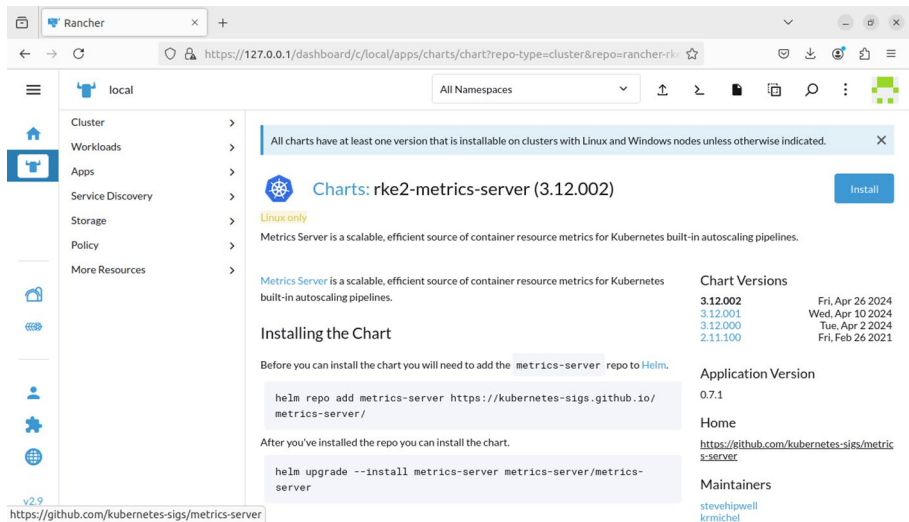 Rancher
https://127.0.0.1/dashboard/c/local/apps/charts/chart?repo-type=cluster&repo=rancher-rke
local
All Namespaces
Cluster
Workloads
Apps
Service Discovery
Storage
Policy
More Resources
v2.9
All charts have at least one version that is installable on clusters with Linux and Windows nodes unless otherwise indicated.
Charts: rke2-metrics-server (3.12.002)
Install
Linux only
Metrics Server is a scalable, efficient source of container resource metrics for Kubernetes built-in autoscaling pipelines.
Metrics Server is a scalable, efficient source of container resource metrics for Kubernetes
built-in autoscaling pipelines.
Installing the Chart
Before you can install the chart you will need to add the metrics-server repo to Helm.
helm repo add metrics-server https://kubernetes-sigs.github.io/
metrics-server/
After you've installed the repo you can install the chart.
helm upgrade --install metrics-server metrics-server/metrics-
server
Chart Versions
3.12.002 Fri, Apr 26 2024
3.12.001 Wed, Apr 10 2024
3.12.000 Tue, Apr 2 2024
2.11.100 Fri, Feb 26 2021
Application Version
0.7.1
Home
https://github.com/kubernetes-sigs/metric
s-server
Maintainers
stevehipwell
krmichel
https://github.com/kubernetes-sigs/metrics-server